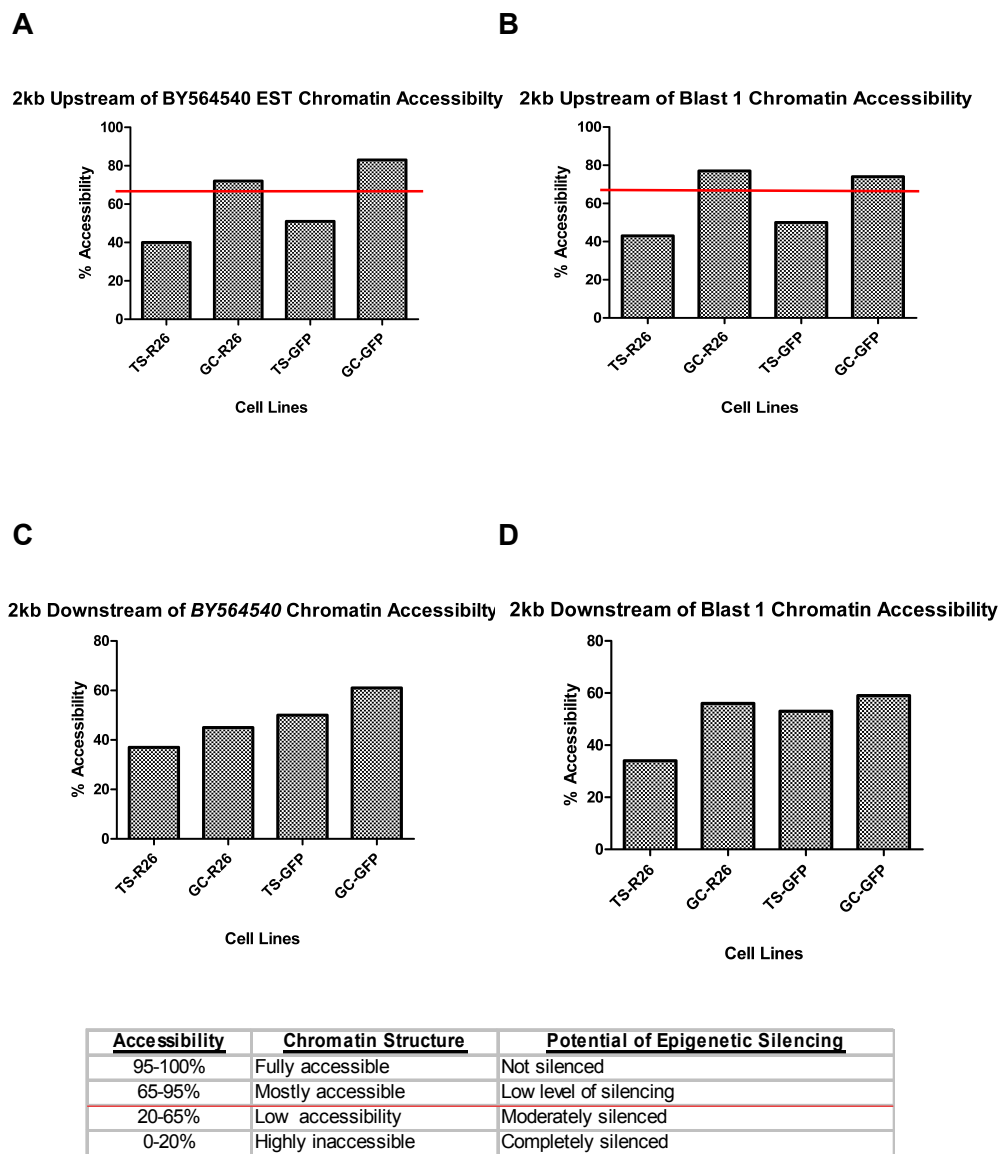 A
B
2kb Upstream of BY564540 EST Chromatin Accessibilty
2kb Upstream of Blast 1 Chromatin Accessibility
100
80
60
40
20
0
% Accessibility
TS-R26
GC-R26
TS-GFP
GC-GFP
Cell Lines
100
80
60
40
20
0
% Accessibility
TS-R26
GC-R26
TS-GFP
GC-GFP
Cell Lines
C
D
2kb Downstream of BY564540 Chromatin Accessibilty
2kb Downstream of Blast 1 Chromatin Accessibility
80
60
40
20
0
% Accessibility
TS-R26
GC-R26
TS-GFP
GC-GFP
Cell Lines
80
60
40
20
0
% Accessibility
TS-R26
GC-R26
TS-GFP
GC-GFP
Cell Lines
Accessibility Chromatin Structure Potential of Epigenetic Silencing
95-100% Fully accessible Not silenced
65-95% Mostly accessible Low level of silencing
20-65% Low accessibility Moderately silenced
0-20% Highly inaccessible Completely silenced